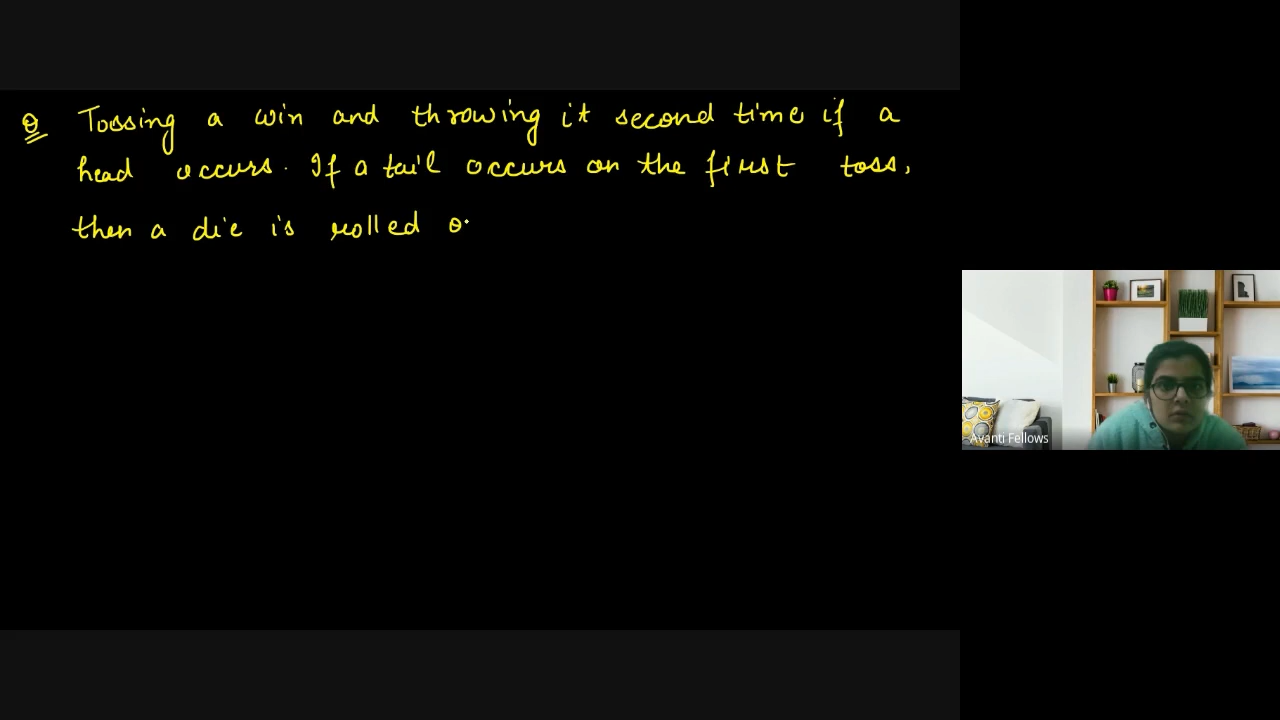 Q Tossing a coin and throwing it second time if a
head occurs. If a tail occurs on the first toss,
then a die is rolled o
Avanti Fellows